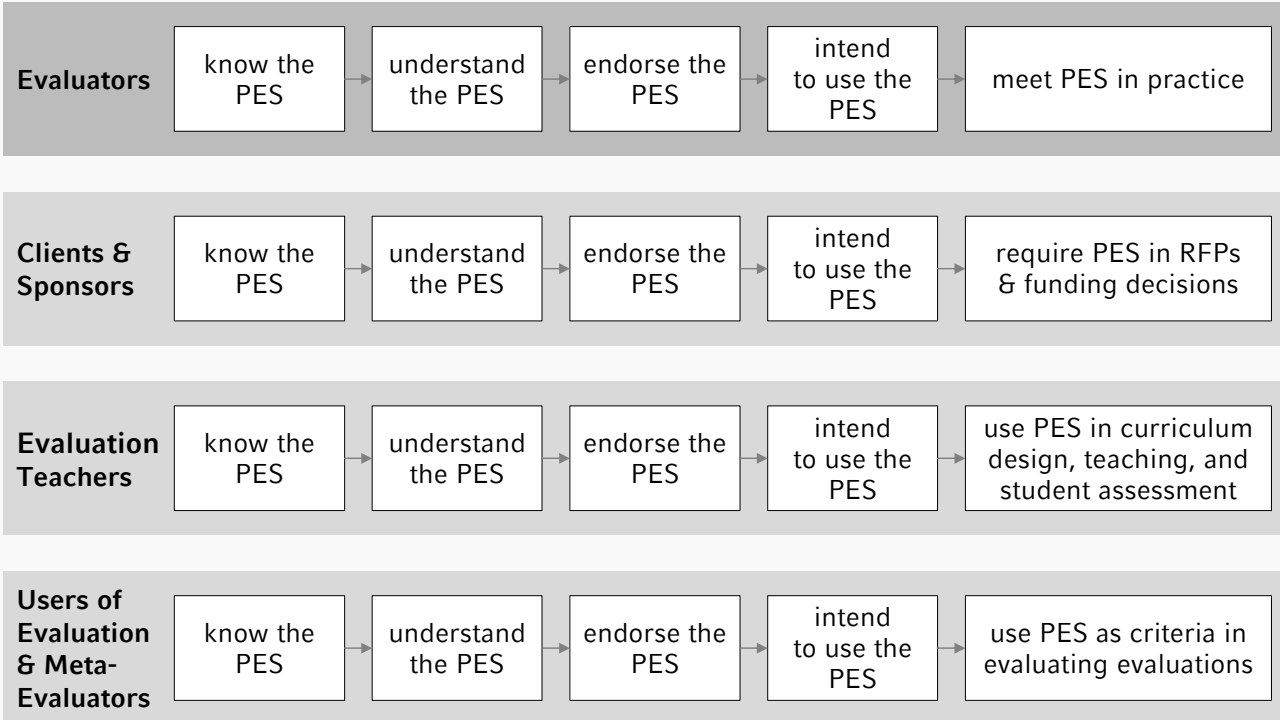 Evaluators
know the
PES
understand
the PES
endorse the
PES
intend
to use the
PES
meet PES in practice
Clients &
Sponsors
know the
PES
understand
the PES
endorse the
PES
intend
to use the
PES
require PES in RFPs
& funding decisions
Evaluation
Teachers
know the
PES
understand
the PES
endorse the
PES
intend
to use the
PES
use PES in curriculum
design, teaching, and
student assessment
Users of
Evaluation
& Meta-
Evaluators
know the
PES
understand
the PES
endorse the
PES
intend
to use the
PES
use PES as criteria in
evaluating evaluations